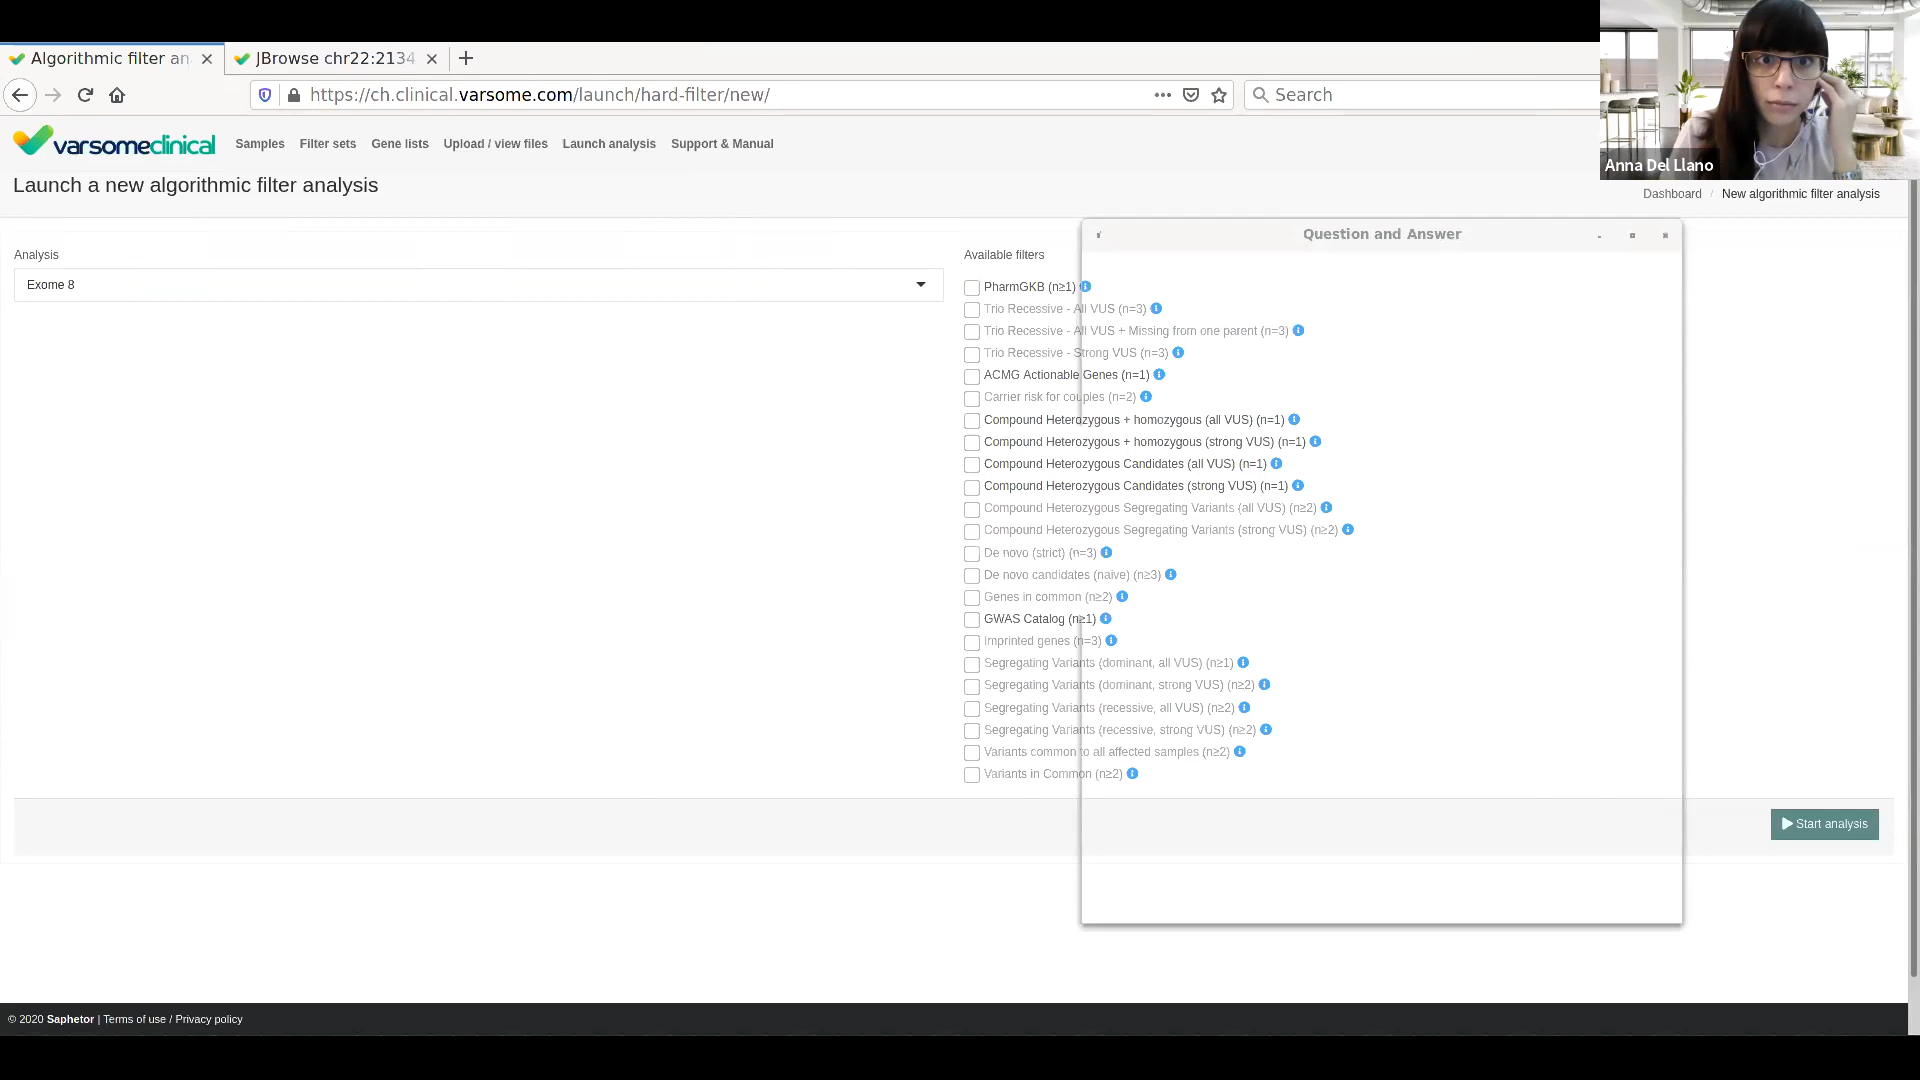 Algorithmic filter an
JBrowse chr22:2134
https://ch.clinical.varsome.com/launch/hard-filter/new/
Search
Anna Del Llano
varsomeclinical
Samples
Filter sets
Gene lists
Upload / view files
Launch analysis
Support & Manual
Launch a new algorithmic filter analysis
Dashboard / New algorithmic filter analysis
Question and Answer
Analysis
Exome 8
Available filters
PharmGKB (n≥1)
Trio Recessive - All VUS (n=3)
Trio Recessive - All VUS + Missing from one parent (n=3)
Trio Recessive - Strong VUS (n=3)
ACMG Actionable Genes (n=1)
Carrier risk for couples (n=2)
Compound Heterozygous + homozygous (all VUS) (n=1)
Compound Heterozygous + homozygous (strong VUS) (n=1)
Compound Heterozygous Candidates (all VUS) (n=1)
Compound Heterozygous Candidates (strong VUS) (n=1)
Compound Heterozygous Segregating Variants (all VUS) (n≥2)
Compound Heterozygous Segregating Variants (strong VUS) (n≥2)
De novo (strict) (n=3)
De novo candidates (naive) (n≥3)
Genes in common (n≥2)
GWAS Catalog (n≥1)
Imprinted genes (n=3)
Segregating Variants (dominant, all VUS) (n≥1)
Segregating Variants (dominant, strong VUS) (n≥2)
Segregating Variants (recessive, all VUS) (n≥2)
Segregating Variants (recessive, strong VUS) (n≥2)
Variants common to all affected samples (n≥2)
Variants in Common (n≥2)
Start analysis
© 2020 Saphetor | Terms of use / Privacy policy